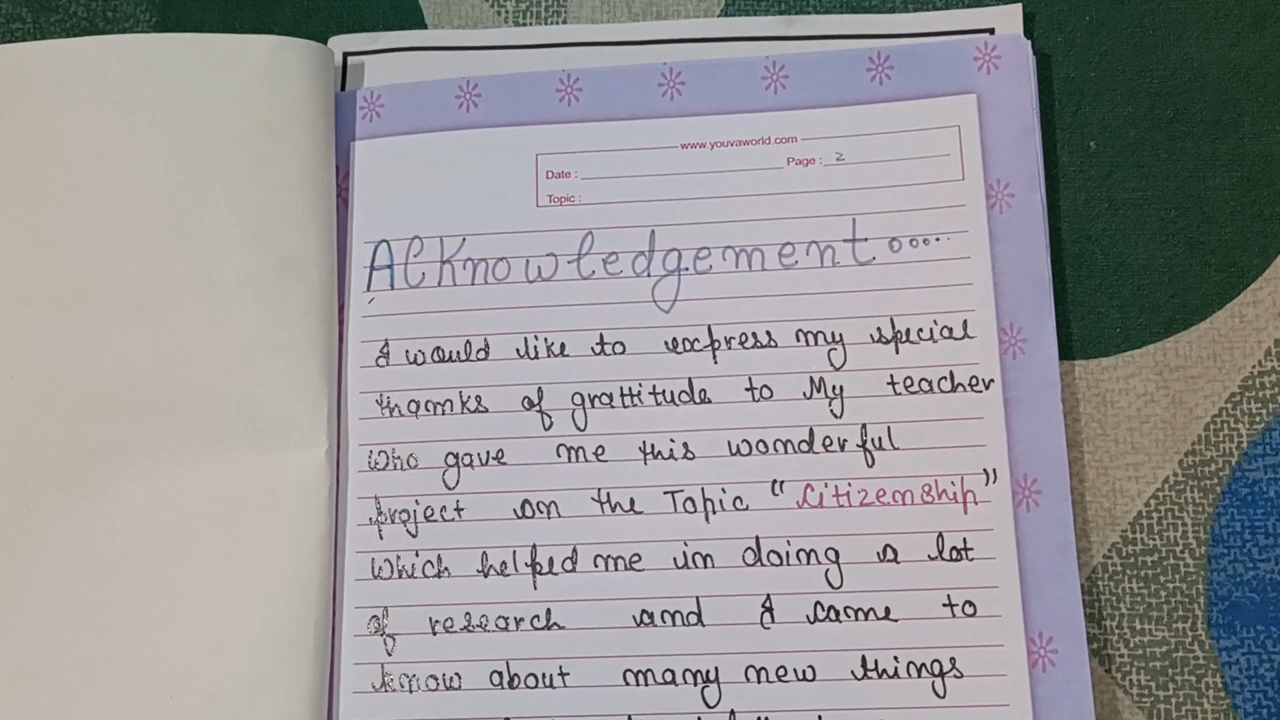 www.youvaworld.com
Date : Page : 2
Topic :
Acknowledgement....
I would like to express my special
thanks of grattitude to My teacher
who gave me this wonderful
project on the Topic "Citizenship"
which helped me in doing a lot
of research and I came to
know about many new things